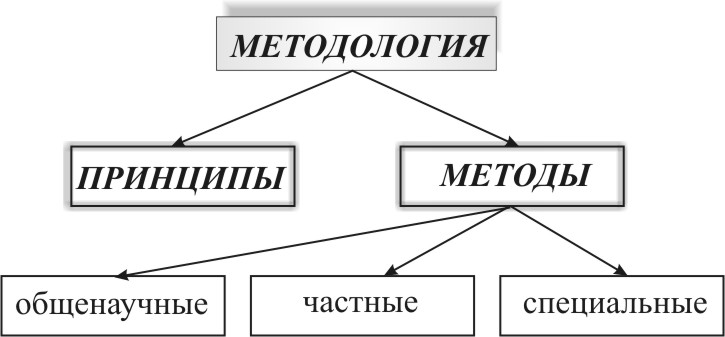 МЕТОДОЛОГИЯ
ПРИНЦИПЫ
МЕТОДЫ
общенаучные
частные
специальные